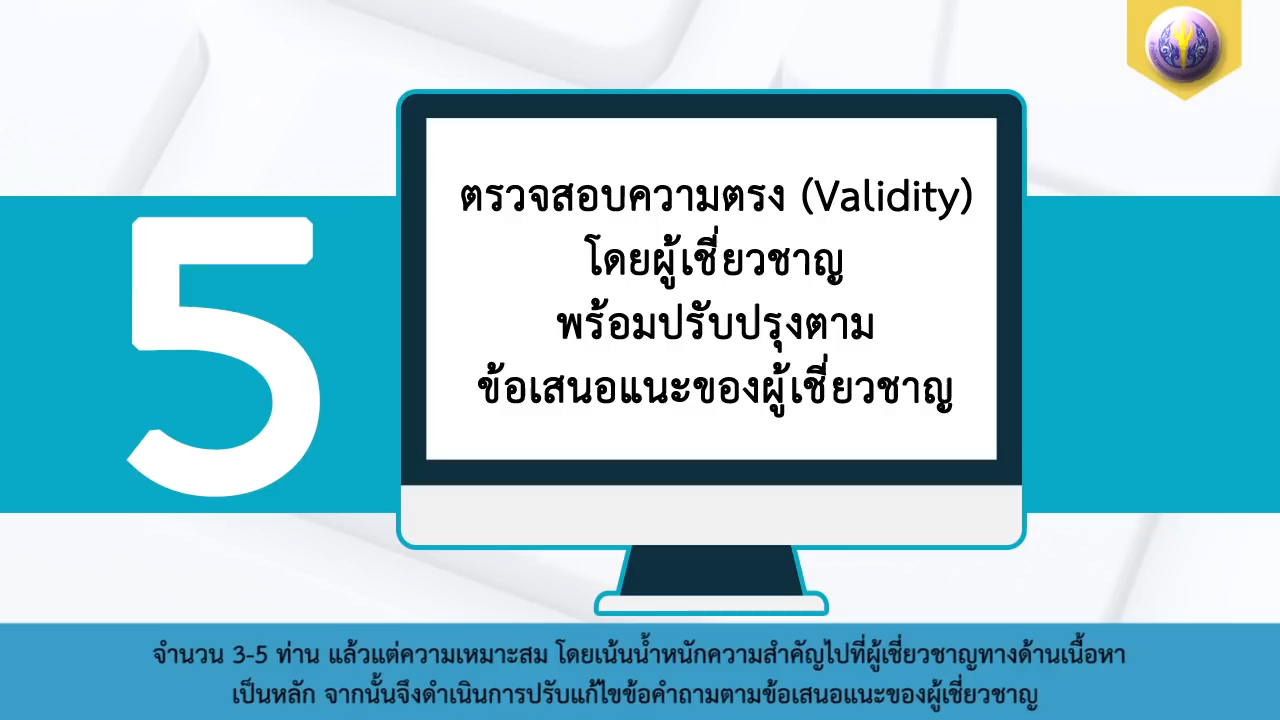 5
ตรวจสอบความตรง (Validity)
โดยผู้เชี่ยวชาญ
พร้อมปรับปรุงตาม
ข้อเสนอแนะของผู้เชี่ยวชาญ
จำนวน 3-5 ท่าน แล้วแต่ความเหมาะสม โดยเน้นน้ำหนักความสำคัญไปที่ผู้เชี่ยวชาญทางด้านเนื้อหา
เป็นหลัก จากนั้นจึงดำเนินการปรับแก้ไขข้อคำถามตามข้อเสนอแนะของผู้เชี่ยวชาญ